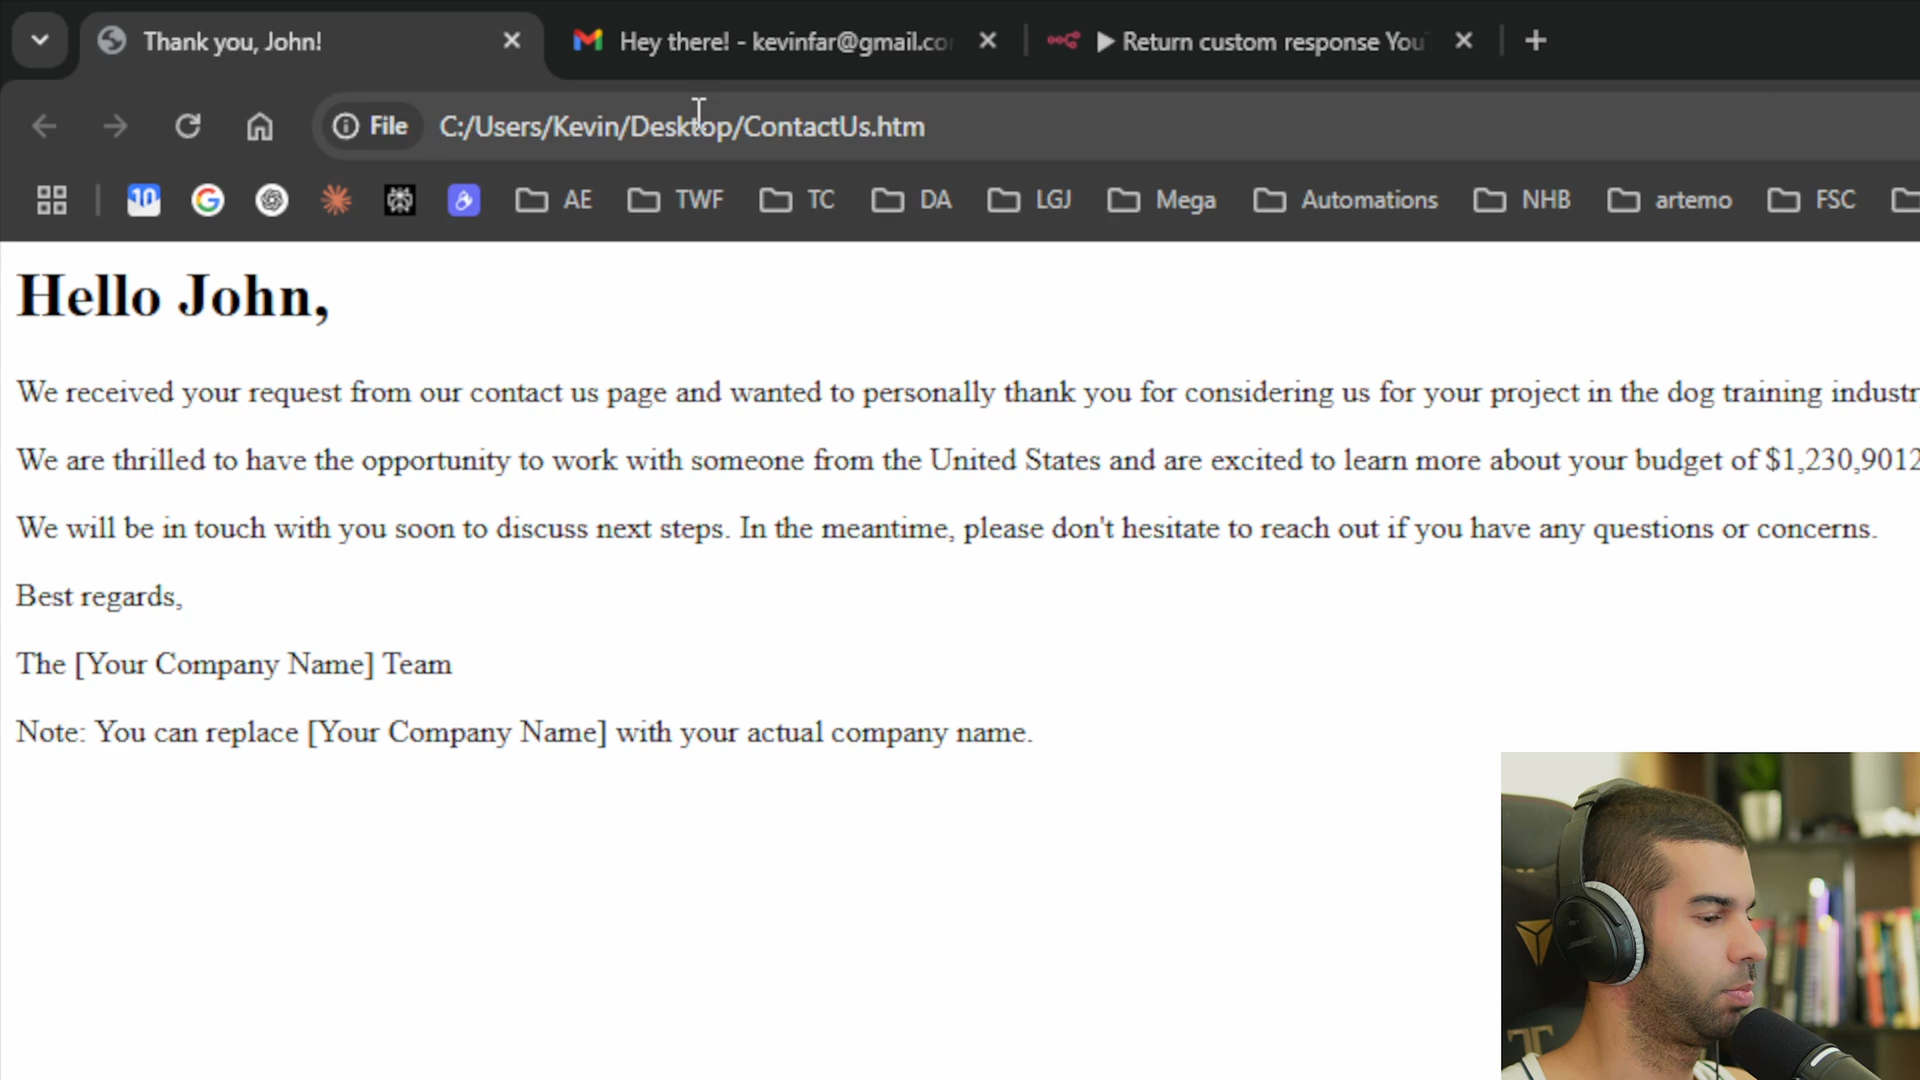 Thank you, John!
Hey there! - kevinfar@gmail.co
Return custom response You
File
C:/Users/Kevin/Desktop/ContactUs.htm
10
AE
TWF
TC
DA
LGJ
Mega
Automations
NHB
artemo
FSC
Hello John,
We received your request from our contact us page and wanted to personally thank you for considering us for your project in the dog training industr
We are thrilled to have the opportunity to work with someone from the United States and are excited to learn more about your budget of $1,230,9012
We will be in touch with you soon to discuss next steps. In the meantime, please don't hesitate to reach out if you have any questions or concerns.
Best regards,
The [Your Company Name] Team
Note: You can replace [Your Company Name] with your actual company name.